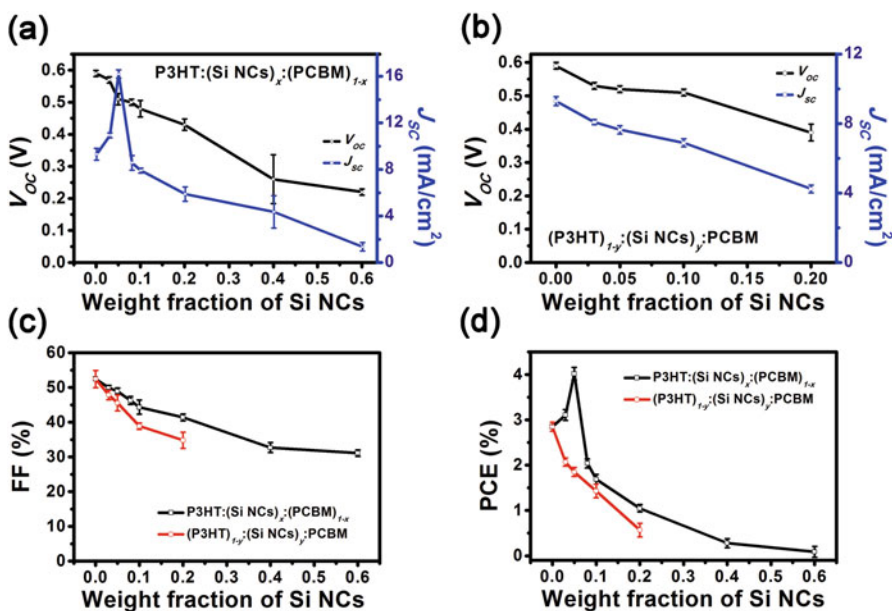 (a)
P3HT:(Si NCs)x:(PCBM)1-x
VOC
JSC
VOC (V)
0.6
0.5
0.4
0.3
0.2
0.1
0.0
16
12
8
4
0
JSC (mA/cm2)
0.0 0.1 0.2 0.3 0.4 0.5 0.6
Weight fraction of Si NCs
(b)
VOC
JSC
(P3HT)1-y:(Si NCs)y:PCBM
VOC (V)
0.6
0.5
0.4
0.3
0.2
0.1
0.0
12
8
4
0
JSC (mA/cm2)
0.00 0.05 0.10 0.15 0.20
Weight fraction of Si NCs
(c)
FF (%)
60
50
40
30
20
10
0
P3HT:(Si NCs)x:(PCBM)1-x
(P3HT)1-y:(Si NCs)y:PCBM
0.0 0.1 0.2 0.3 0.4 0.5 0.6
Weight fraction of Si NCs
(d)
PCE (%)
4
3
2
1
0
P3HT:(Si NCs)x:(PCBM)1-x
(P3HT)1-y:(Si NCs)y:PCBM
0.0 0.1 0.2 0.3 0.4 0.5 0.6
Weight fraction of Si NCs